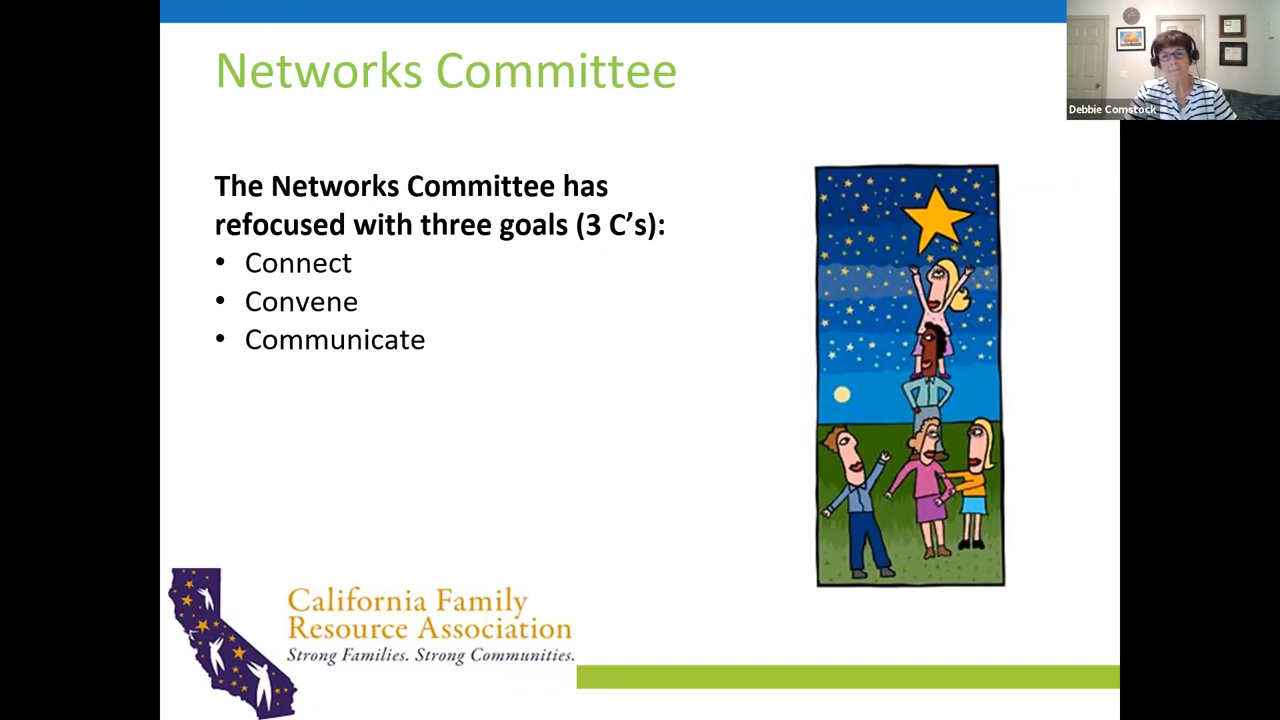 Networks Committee
Debbie Comstock
The Networks Committee has
refocused with three goals (3 C’s):
• Connect
• Convene
• Communicate
California Family
Resource Association
Strong Families. Strong Communities.